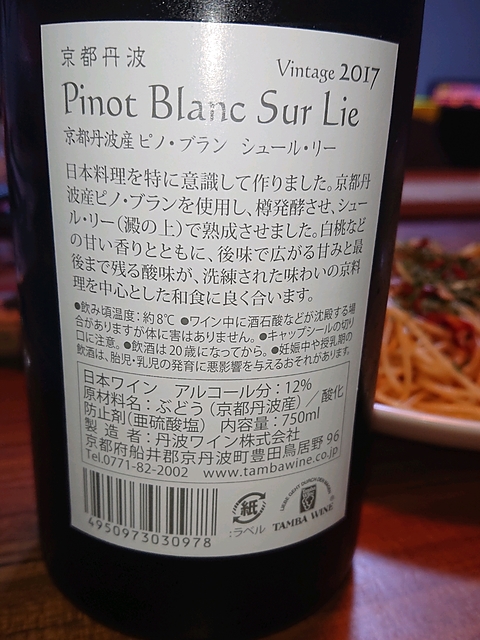 京都丹波
Vintage 2017
Pinot Blanc Sur Lie
京都丹波産ピノ・ブラン シュール・リー
日本料理を特に意識して作りました。京都丹
波産ピノ・ブランを使用し、樽発酵させ、シュー
ル・リー(澱の上)で熟成させました。白桃など
の甘い香りとともに、後味で広がる甘みと最
後まで残る酸味が、洗練された味わいの京料
理を中心とした和食に良く合います。
●飲み頃温度:約8℃ ●ワイン中に酒石酸などが沈殿する場
合がありますが体に害はありません。●キャップシールの切り
口に注意。●飲酒は20歳になってから。●妊娠中や授乳期の
飲酒は、胎児・乳児の発育に悪影響を与えるおそれがあります。
日本ワイン アルコール分:12%
原材料名:ぶどう(京都丹波産)/酸化
防止剤(亜硫酸塩) 内容量:750ml
製造者:丹波ワイン株式会社
京都府船井郡京丹波町豊田鳥居野 96
Tel.0771-82-2002 www.tambawine.co.jp
4950973030978
紙
:ラベル
TAMBA WINE